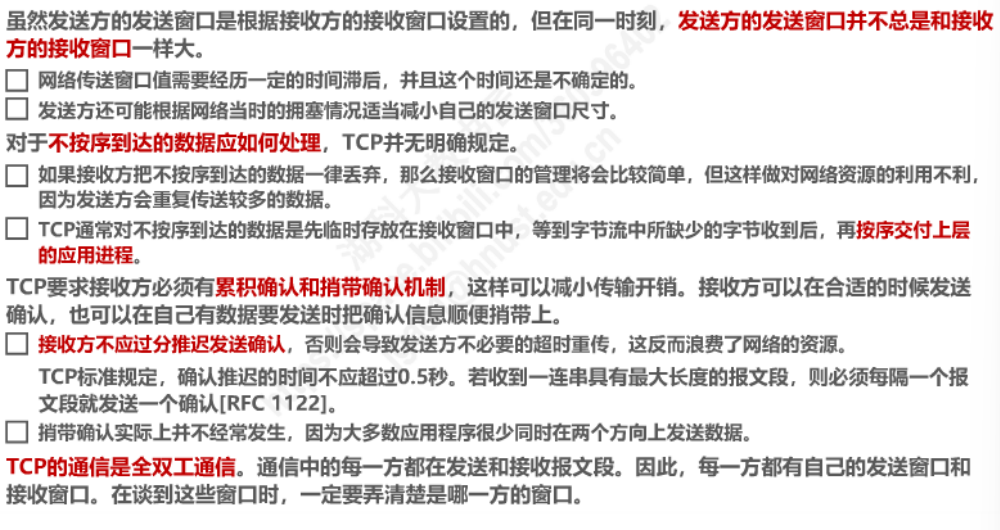 虽然发送方的发送窗口是根据接收方的接收窗口设置的，但在同一时刻，发送方的发送窗口并不总是和接收
方的接收窗口一样大。
网络传送窗口值需要经历一定的时间滞后，并且这个时间还是不确定的。
发送方还可能根据网络当时的拥塞情况适当减小自己的发送窗口尺寸。
对于不按序到达的数据应如何处理，TCP并无明确规定。
如果接收方把不按序到达的数据一律丢弃，那么接收窗口的管理将会比较简单，但这样做对网络资源的利用不利，
因为发送方会重复传送较多的数据。
TCP通常对不按序到达的数据是先临时存放在接收窗口中，等到字节流中所缺少的字节收到后，再按序交付上层
的应用进程。
TCP要求接收方必须有累积确认和捎带确认机制，这样可以减小传输开销。接收方可以在合适的时候发送
确认，也可以在自己有数据要发送时把确认信息顺便捎带上。
接收方不应过分推迟发送确认，否则会导致发送方不必要的超时重传，这反而浪费了网络的资源。
TCP标准规定，确认推迟的时间不应超过0.5秒。若收到一连串具有最大长度的报文段，则必须每隔一个报
文段就发送一个确认[RFC 1122]。
捎带确认实际上并不经常发生，因为大多数应用程序很少同时在两个方向上发送数据。
TCP的通信是全双工通信。通信中的每一方都在发送和接收报文段。因此，每一方都有自己的发送窗口和
接收窗口。在谈到这些窗口时，一定要弄清楚是哪一方的窗口。